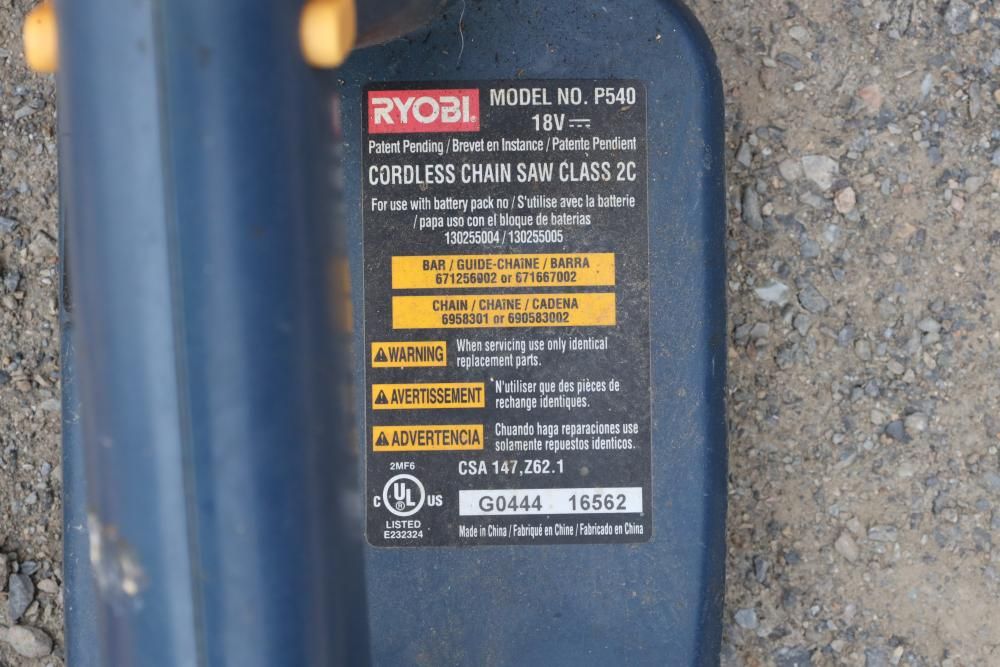 RYOBI
MODEL NO. P540
18V
Patent Pending / Brevet en Instance / Patente Pendient
CORDLESS CHAIN SAW CLASS 2C
For use with battery pack no / S'utilise avec la batterie
/ papa uso con el bloque de baterias
130255004 / 130255005
BAR / GUIDE-CHAÎNE / BARRA
671256002 or 671667002
CHAIN / CHAÎNE / CADENA
6958301 or 690583002
WARNING
When servicing use only identical
replacement parts.
AVERTISSEMENT
N'utiliser que des pièces de
rechange identiques.
ADVERTENCIA
Chuando haga reparaciones use
solamente repuestos identicos.
2MF6
C UL ® US
LISTED
E232324
CSA 147,Z62.1
G0444 16562
Made in China / Fabriqué en Chine / Fabricado en China